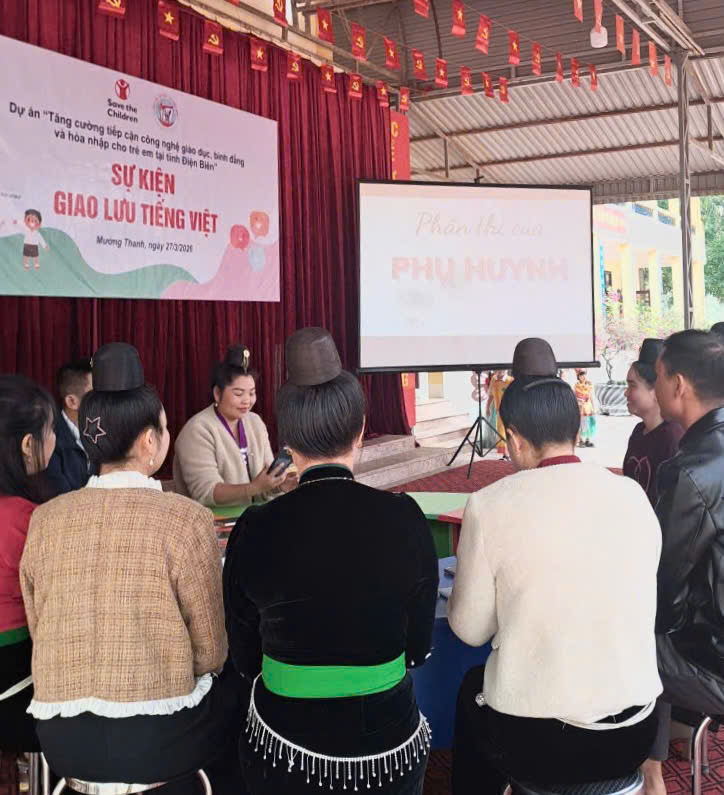 Save the
Children
Dự án "Tăng cường tiếp cận công nghệ giáo dục, bình đẳng
và hòa nhập cho trẻ em tại tỉnh Điện Biên"
SỰ KIỆN
GIAO LƯU TIẾNG VIỆT
Mường Thanh, ngày 27/3/2026
Phần thi của
PHỤ HUYNH